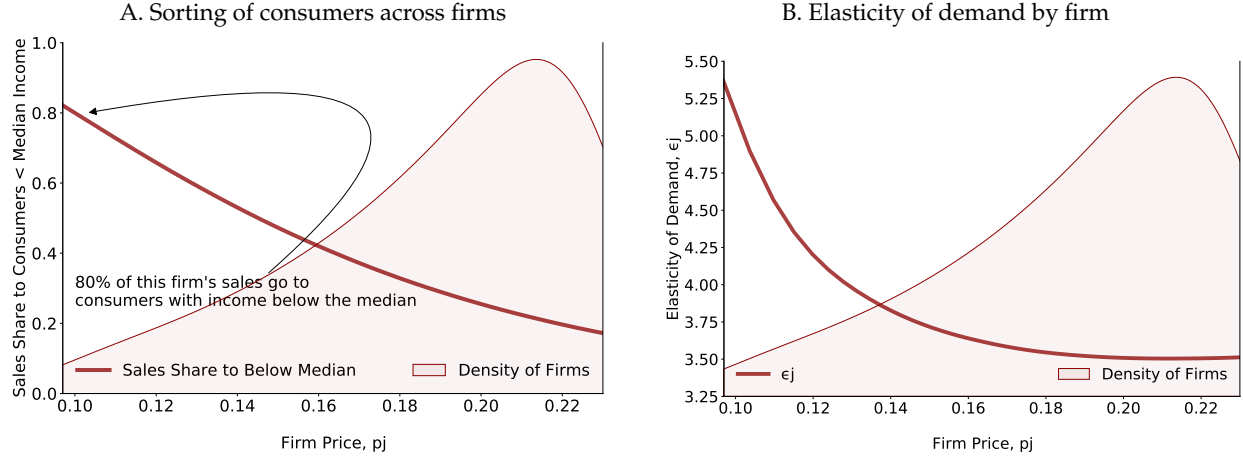 A. Sorting of consumers across firms
Sales Share to Consumers < Median Income
1.0
0.8
0.6
0.4
0.2
0.0
80% of this firm's sales go to
consumers with income below the median
Sales Share to Below Median
Density of Firms
0.10 0.12 0.14 0.16 0.18 0.20 0.22
Firm Price, pj
B. Elasticity of demand by firm
Elasticity of Demand, ϵj
5.50
5.25
5.00
4.75
4.50
4.25
4.00
3.75
3.50
3.25
ϵj
Density of Firms
0.10 0.12 0.14 0.16 0.18 0.20 0.22
Firm Price, pj